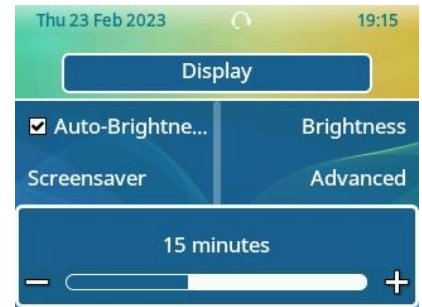 Thu 23 Feb 2023 19:15
Display
Auto-Brightne... Brightness
Screensaver Advanced
15 minutes